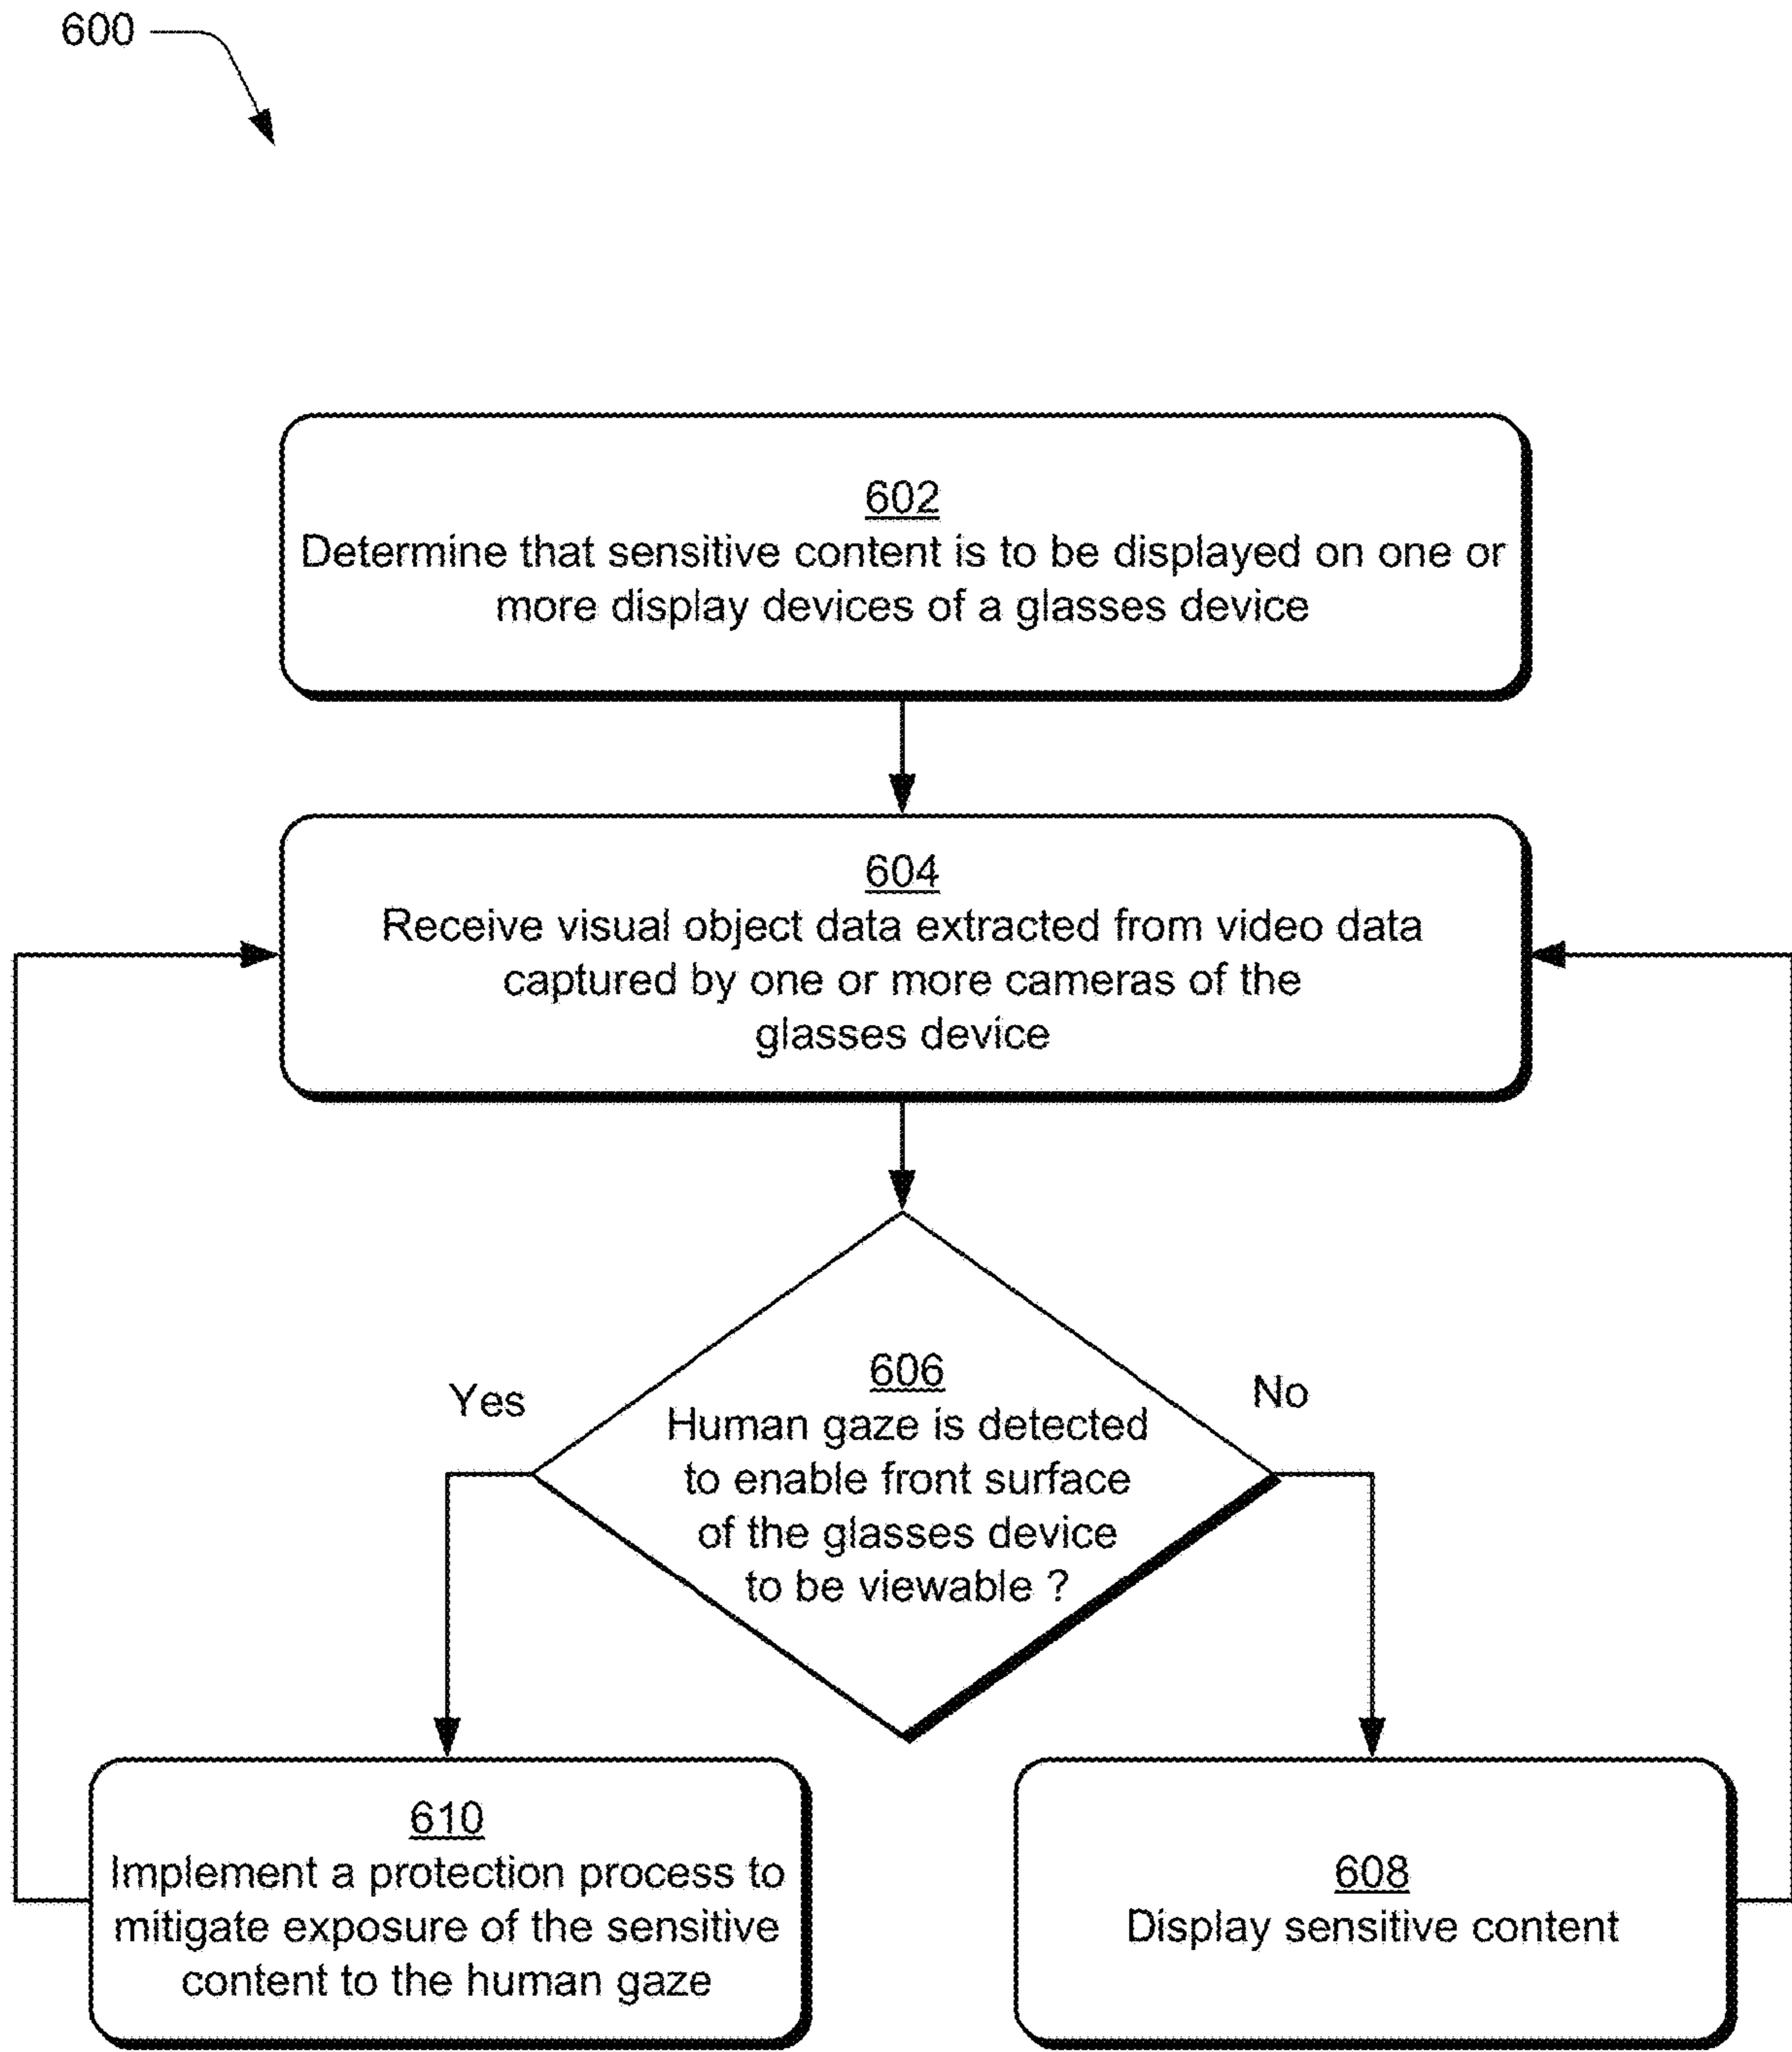 600
602
Determine that sensitive content is to be displayed on one or
more display devices of a glasses device
604
Receive visual object data extracted from video data
captured by one or more cameras of the
glasses device
606
Human gaze is detected
to enable front surface
of the glasses device
to be viewable ?
Yes
No
610
Implement a protection process to
mitigate exposure of the sensitive
content to the human gaze
608
Display sensitive content